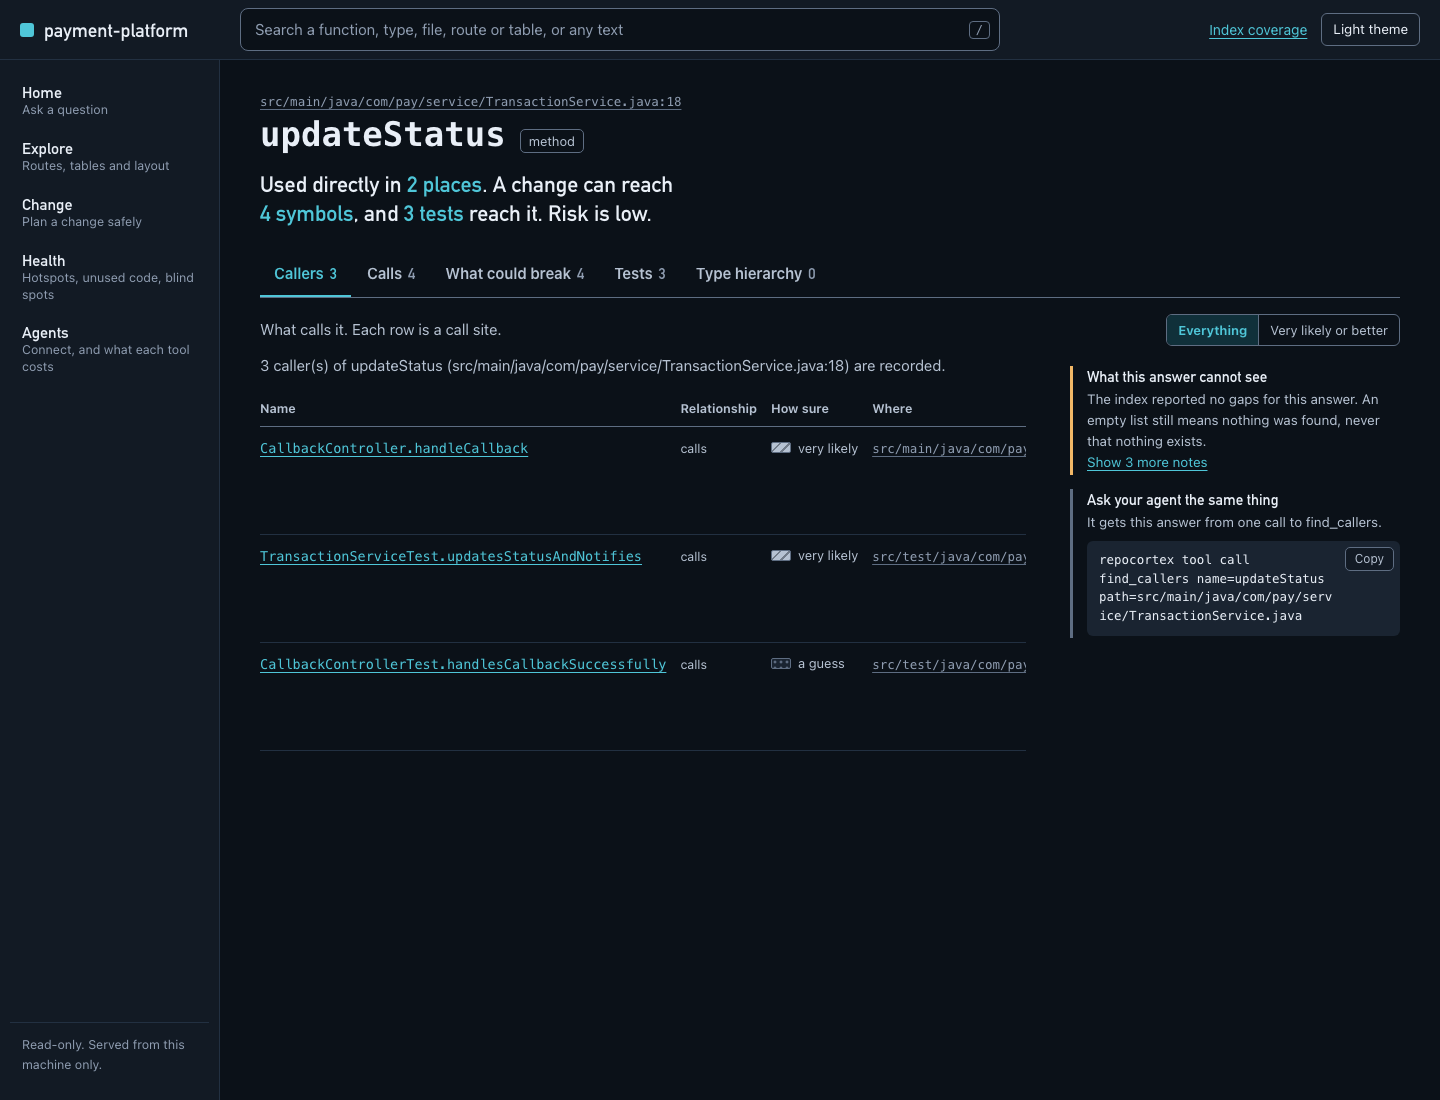 payment-platform
Search a function, type, file, route or table, or any text
/
Index coverage
Light theme
Home
Ask a question
Explore
Routes, tables and layout
Change
Plan a change safely
Health
Hotspots, unused code, blind
spots
Agents
Connect, and what each tool
costs
Read-only. Served from this
machine only.
src/main/java/com/pay/service/TransactionService.java:18
updateStatus method
Used directly in 2 places. A change can reach
4 symbols, and 3 tests reach it. Risk is low.
Callers 3 Calls 4 What could break 4 Tests 3 Type hierarchy 0
What calls it. Each row is a call site.
Everything Very likely or better
3 caller(s) of updateStatus (src/main/java/com/pay/service/TransactionService.java:18) are recorded.
Name Relationship How sure Where
CallbackController.handleCallback calls very likely src/main/java/com/pay
TransactionServiceTest.updatesStatusAndNotifies calls very likely src/test/java/com/pay
CallbackControllerTest.handlesCallbackSuccessfully calls a guess src/test/java/com/pay
What this answer cannot see
The index reported no gaps for this answer. An
empty list still means nothing was found, never
that nothing exists.
Show 3 more notes
Ask your agent the same thing
It gets this answer from one call to find_callers.
Copy
repocortex tool call
find_callers name=updateStatus
path=src/main/java/com/pay/serv
ice/TransactionService.java